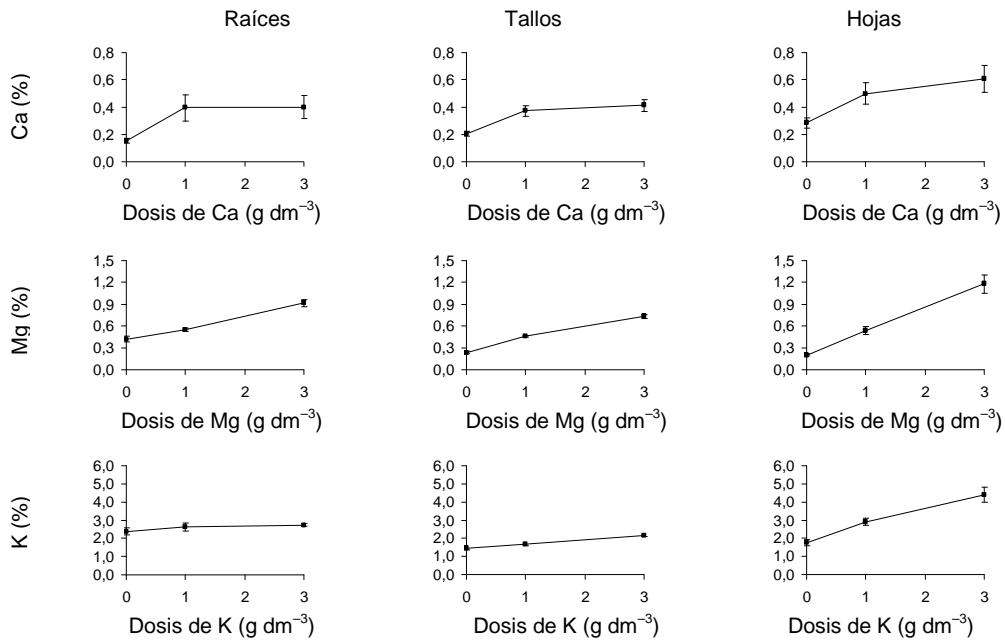 Raíces Tallos Hojas
Ca (%)
0,8 0,8 0,8
0,6 0,6 0,6
0,4 0,4 0,4
0,2 0,2 0,2
0,0 0,0 0,0
0 1 2 3 0 1 2 3 0 1 2 3
Dosis de Ca (g dm⁻³) Dosis de Ca (g dm⁻³) Dosis de Ca (g dm⁻³)
Mg (%)
1,5 1,5 1,5
1,2 1,2 1,2
0,9 0,9 0,9
0,6 0,6 0,6
0,3 0,3 0,3
0,0 0,0 0,0
0 1 2 3 0 1 2 3 0 1 2 3
Dosis de Mg (g dm⁻³) Dosis de Mg (g dm⁻³) Dosis de Mg (g dm⁻³)
K (%)
6,0 6,0 6,0
5,0 5,0 5,0
4,0 4,0 4,0
3,0 3,0 3,0
2,0 2,0 2,0
1,0 1,0 1,0
0,0 0,0 0,0
0 1 2 3 0 1 2 3 0 1 2 3
Dosis de K (g dm⁻³) Dosis de K (g dm⁻³) Dosis de K (g dm⁻³)